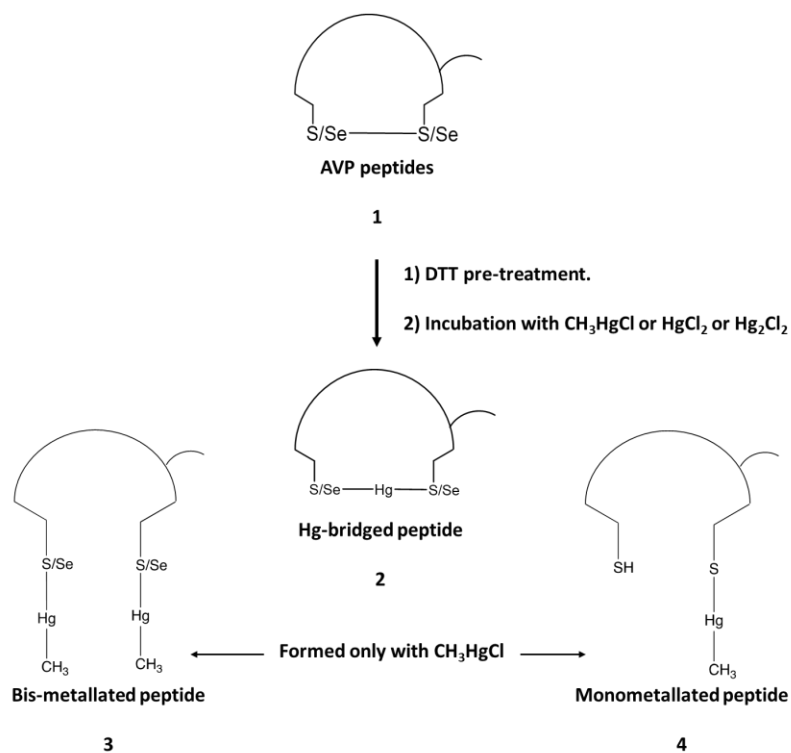 S/Se S/Se
AVP peptides
1
1) DTT pre-treatment.
2) Incubation with CH₃HgCl or HgCl₂ or Hg₂Cl₂
S/Se Hg S/Se
Hg-bridged peptide
2
S/Se S/Se
Hg Hg
CH₃ CH₃
Bis-metallated peptide
3
Formed only with CH₃HgCl
SH S
Hg
CH₃
Monometallated peptide
4